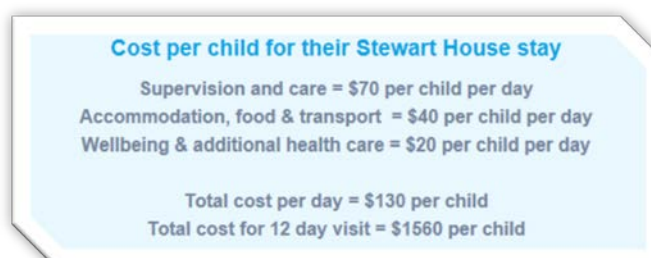 Cost per child for their Stewart House stay
Supervision and care = $70 per child per day
Accommodation, food & transport = $40 per child per day
Wellbeing & additional health care = $20 per child per day
Total cost per day = $130 per child
Total cost for 12 day visit = $1560 per child